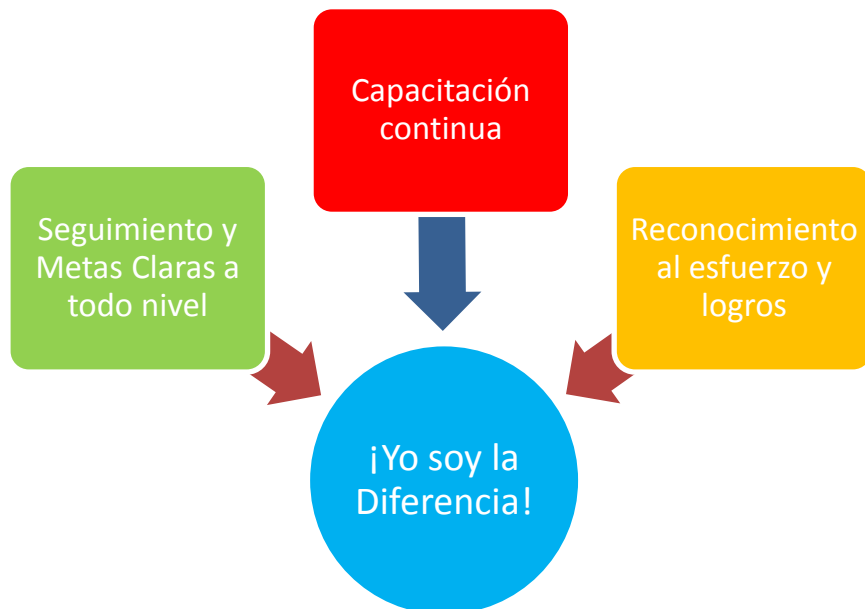 Capacitación
continua
Seguimiento y
Metas Claras a
todo nivel
Reconocimiento
al esfuerzo y
logros
¡Yo soy la
Diferencia!